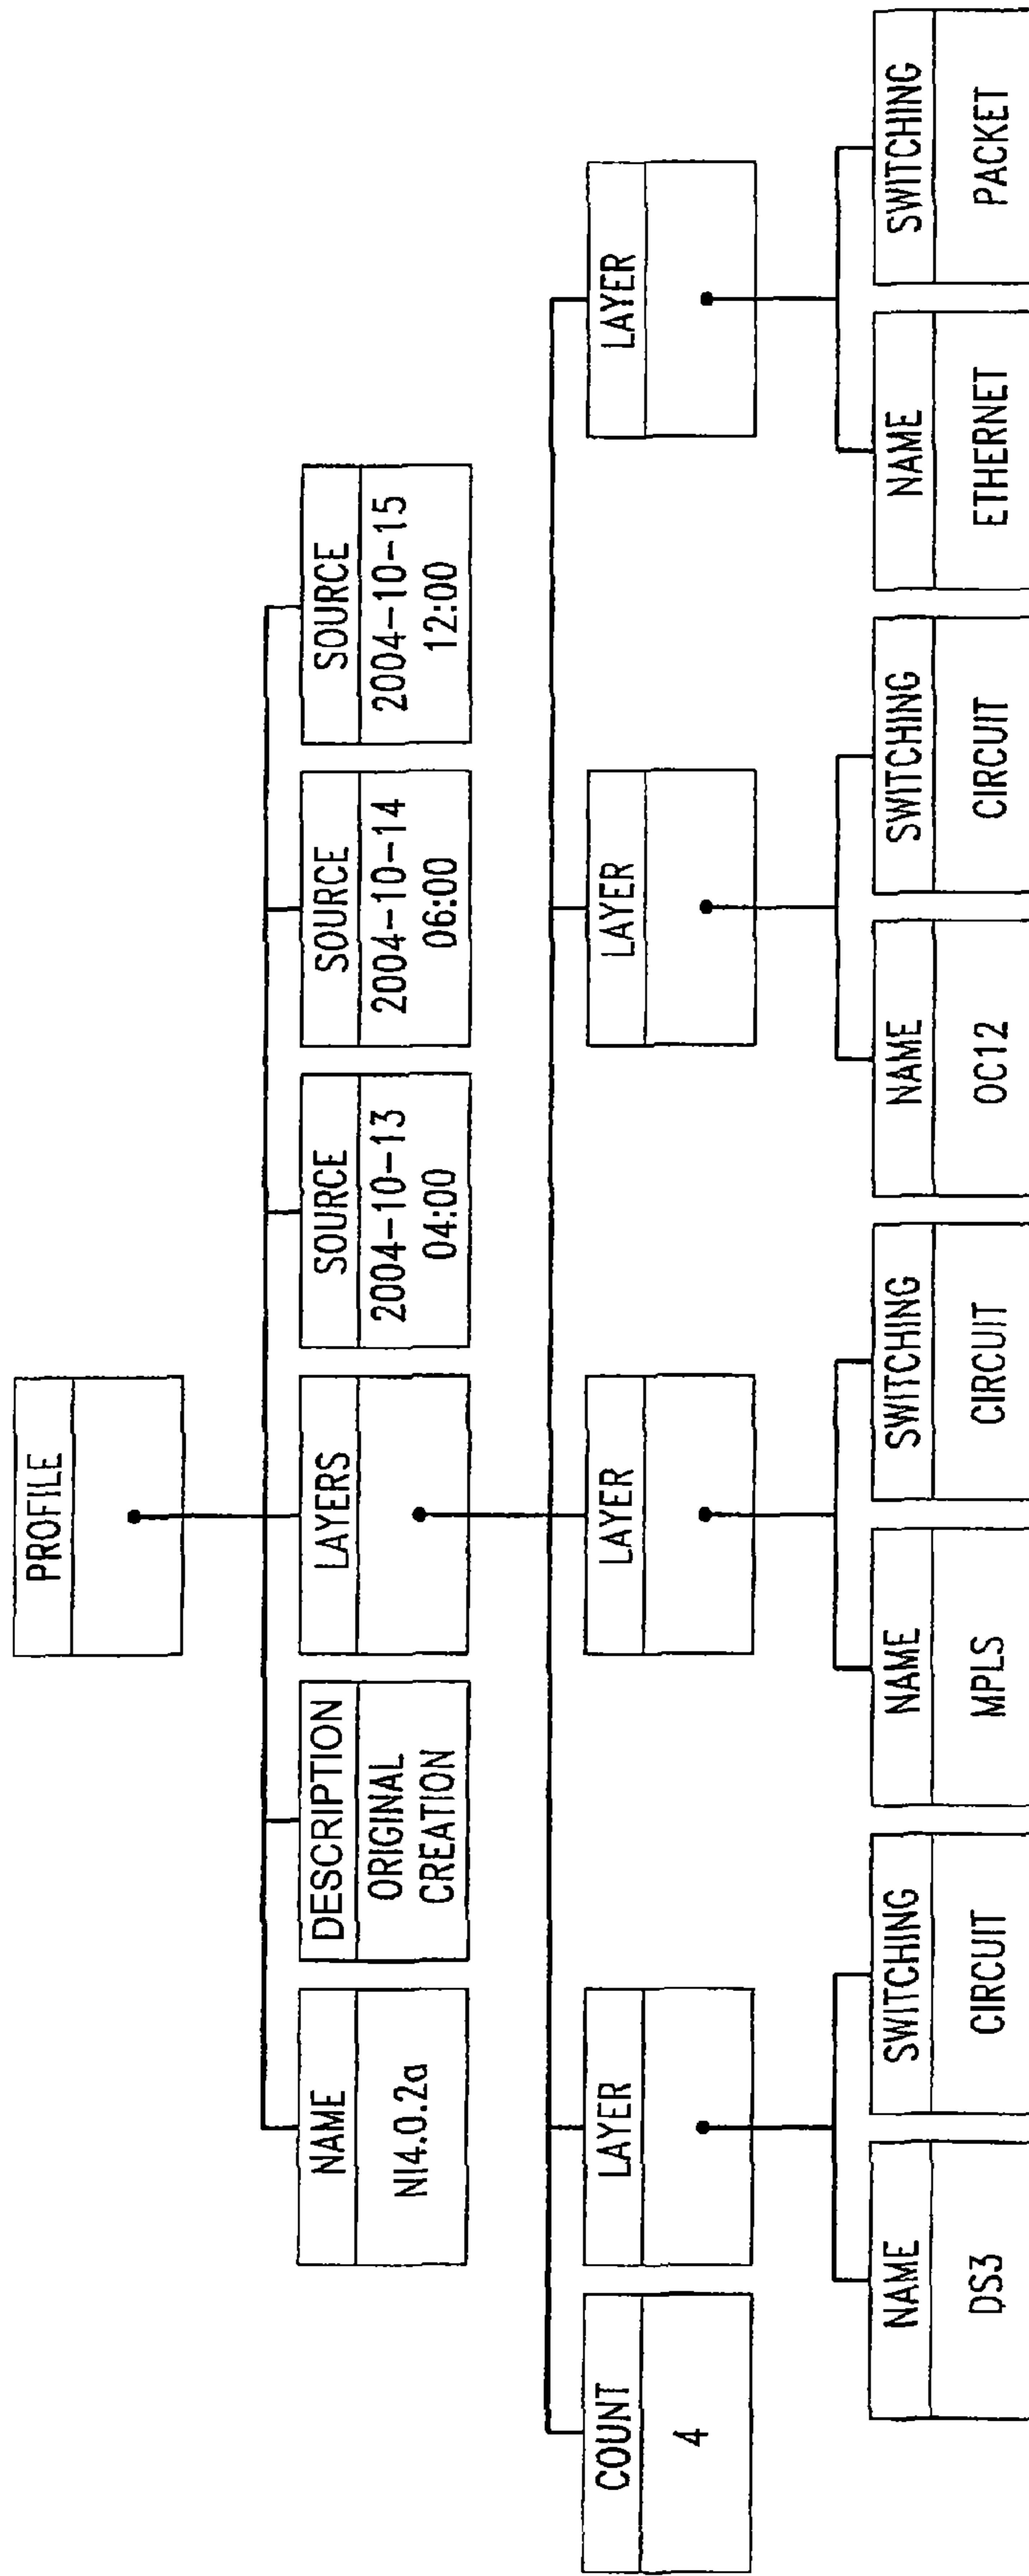 PROFILE
NAME
NI4.0.2a
DESCRIPTION
ORIGINAL
CREATION
LAYERS
SOURCE
2004-10-13
04:00
SOURCE
2004-10-14
06:00
SOURCE
2004-10-15
12:00
COUNT
4
LAYER
LAYER
LAYER
LAYER
NAME
DS3
SWITCHING
CIRCUIT
NAME
MPLS
SWITCHING
CIRCUIT
NAME
OC12
SWITCHING
CIRCUIT
NAME
ETHERNET
SWITCHING
PACKET